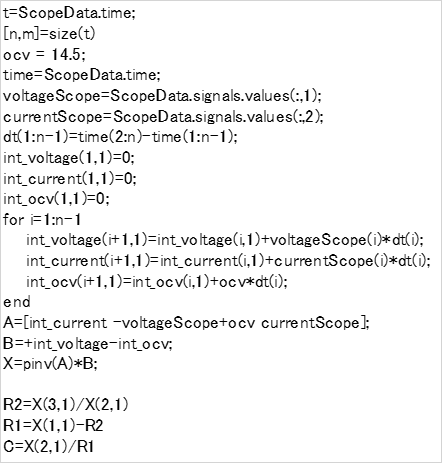 t=ScopeData.time;
[n,m]=size(t)
ocv = 14.5;
time=ScopeData.time;
voltageScope=ScopeData.signals.values(:,1);
currentScope=ScopeData.signals.values(:,2);
dt(1:n-1)=time(2:n)-time(1:n-1);
int_voltage(1,1)=0;
int_current(1,1)=0;
int_ocv(1,1)=0;
for i=1:n-1
int_voltage(i+1,1)=int_voltage(i,1)+voltageScope(i)*dt(i);
int_current(i+1,1)=int_current(i,1)+currentScope(i)*dt(i);
int_ocv(i+1,1)=int_ocv(i,1)+ocv*dt(i);
end
A=[int_current -voltageScope+ocv currentScope];
B=+int_voltage-int_ocv;
X=pinv(A)*B;
R2=X(3,1)/X(2,1)
R1=X(1,1)-R2
C=X(2,1)/R1